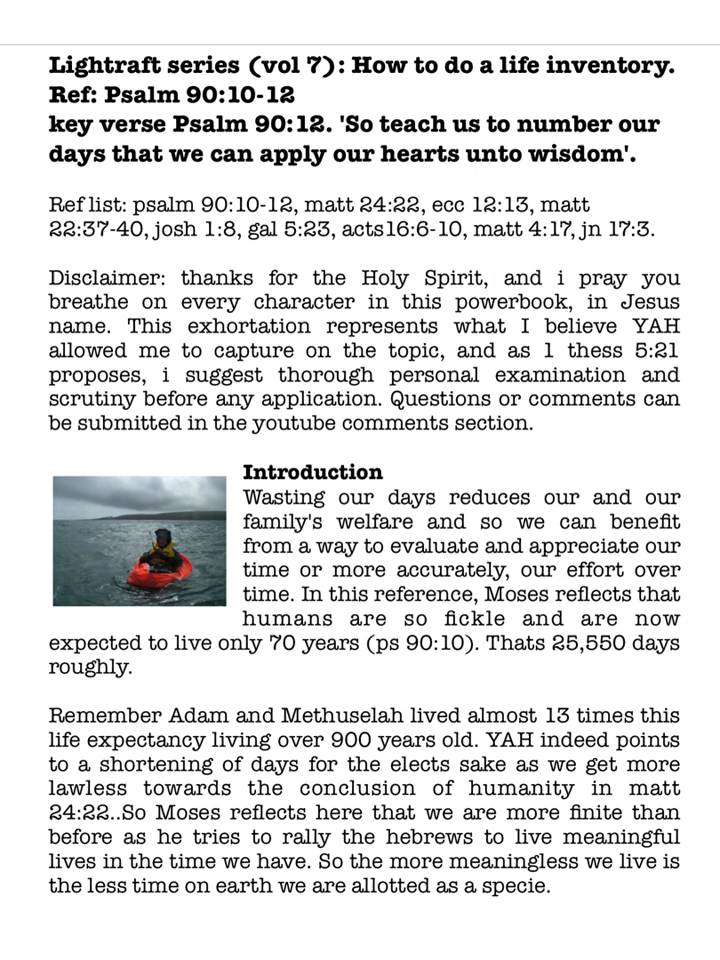 Lightraft series (vol 7): How to do a life inventory.
Ref: Psalm 90:10-12
key verse Psalm 90:12. 'So teach us to number our
days that we can apply our hearts unto wisdom'.
Ref list: psalm 90:10-12, matt 24:22, ecc 12:13, matt
22:37-40, josh 1:8, gal 5:23, acts16:6-10, matt 4:17, jn 17:3.
Disclaimer: thanks for the Holy Spirit, and i pray you
breathe on every character in this powerbook, in Jesus
name. This exhortation represents what I believe YAH
allowed me to capture on the topic, and as 1 thess 5:21
proposes, i suggest thorough personal examination and
scrutiny before any application. Questions or comments can
be submitted in the youtube comments section.
Introduction
Wasting our days reduces our and our
family's welfare and so we can benefit
from a way to evaluate and appreciate our
time or more accurately, our effort over
time. In this reference, Moses reflects that
humans are so fickle and are now
expected to live only 70 years (ps 90:10). Thats 25,550 days
roughly.
Remember Adam and Methuselah lived almost 13 times this
life expectancy living over 900 years old. YAH indeed points
to a shortening of days for the elects sake as we get more
lawless towards the conclusion of humanity in matt
24:22..So Moses reflects here that we are more finite than
before as he tries to rally the hebrews to live meaningful
lives in the time we have. So the more meaningless we live is
the less time on earth we are allotted as a specie.